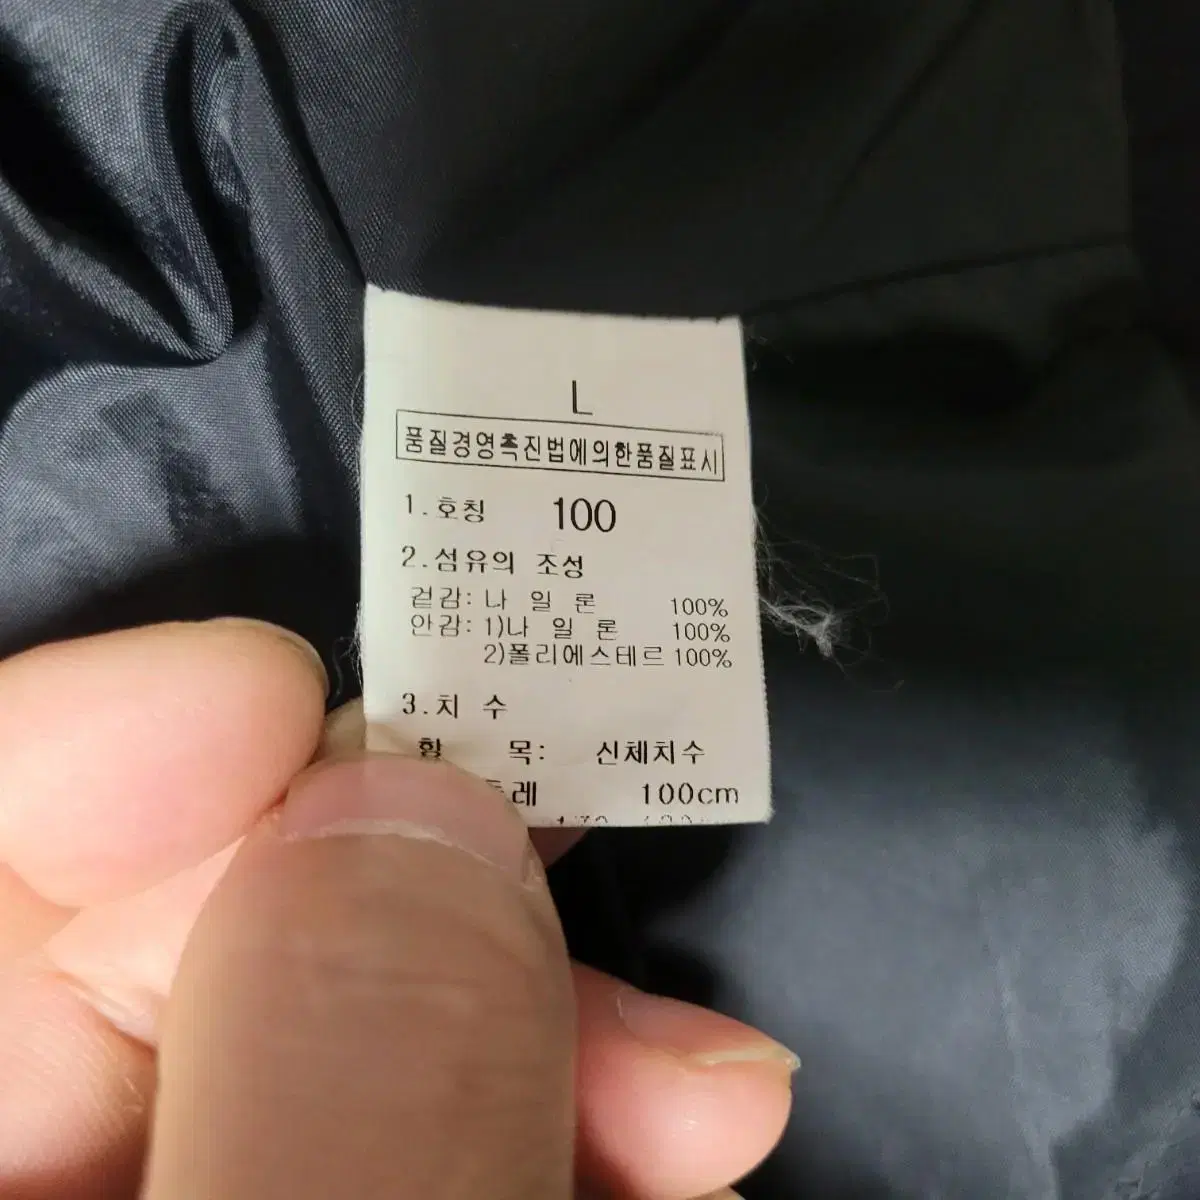 L
품질경영촉진법에의한품질표시
1.호칭 100
2.섬유의 조성
겉감: 나 일 론 100%
안감: 1)나 일 론 100%
2)폴리에스테르 100%
3.치 수
항 목: 신체치수
100cm